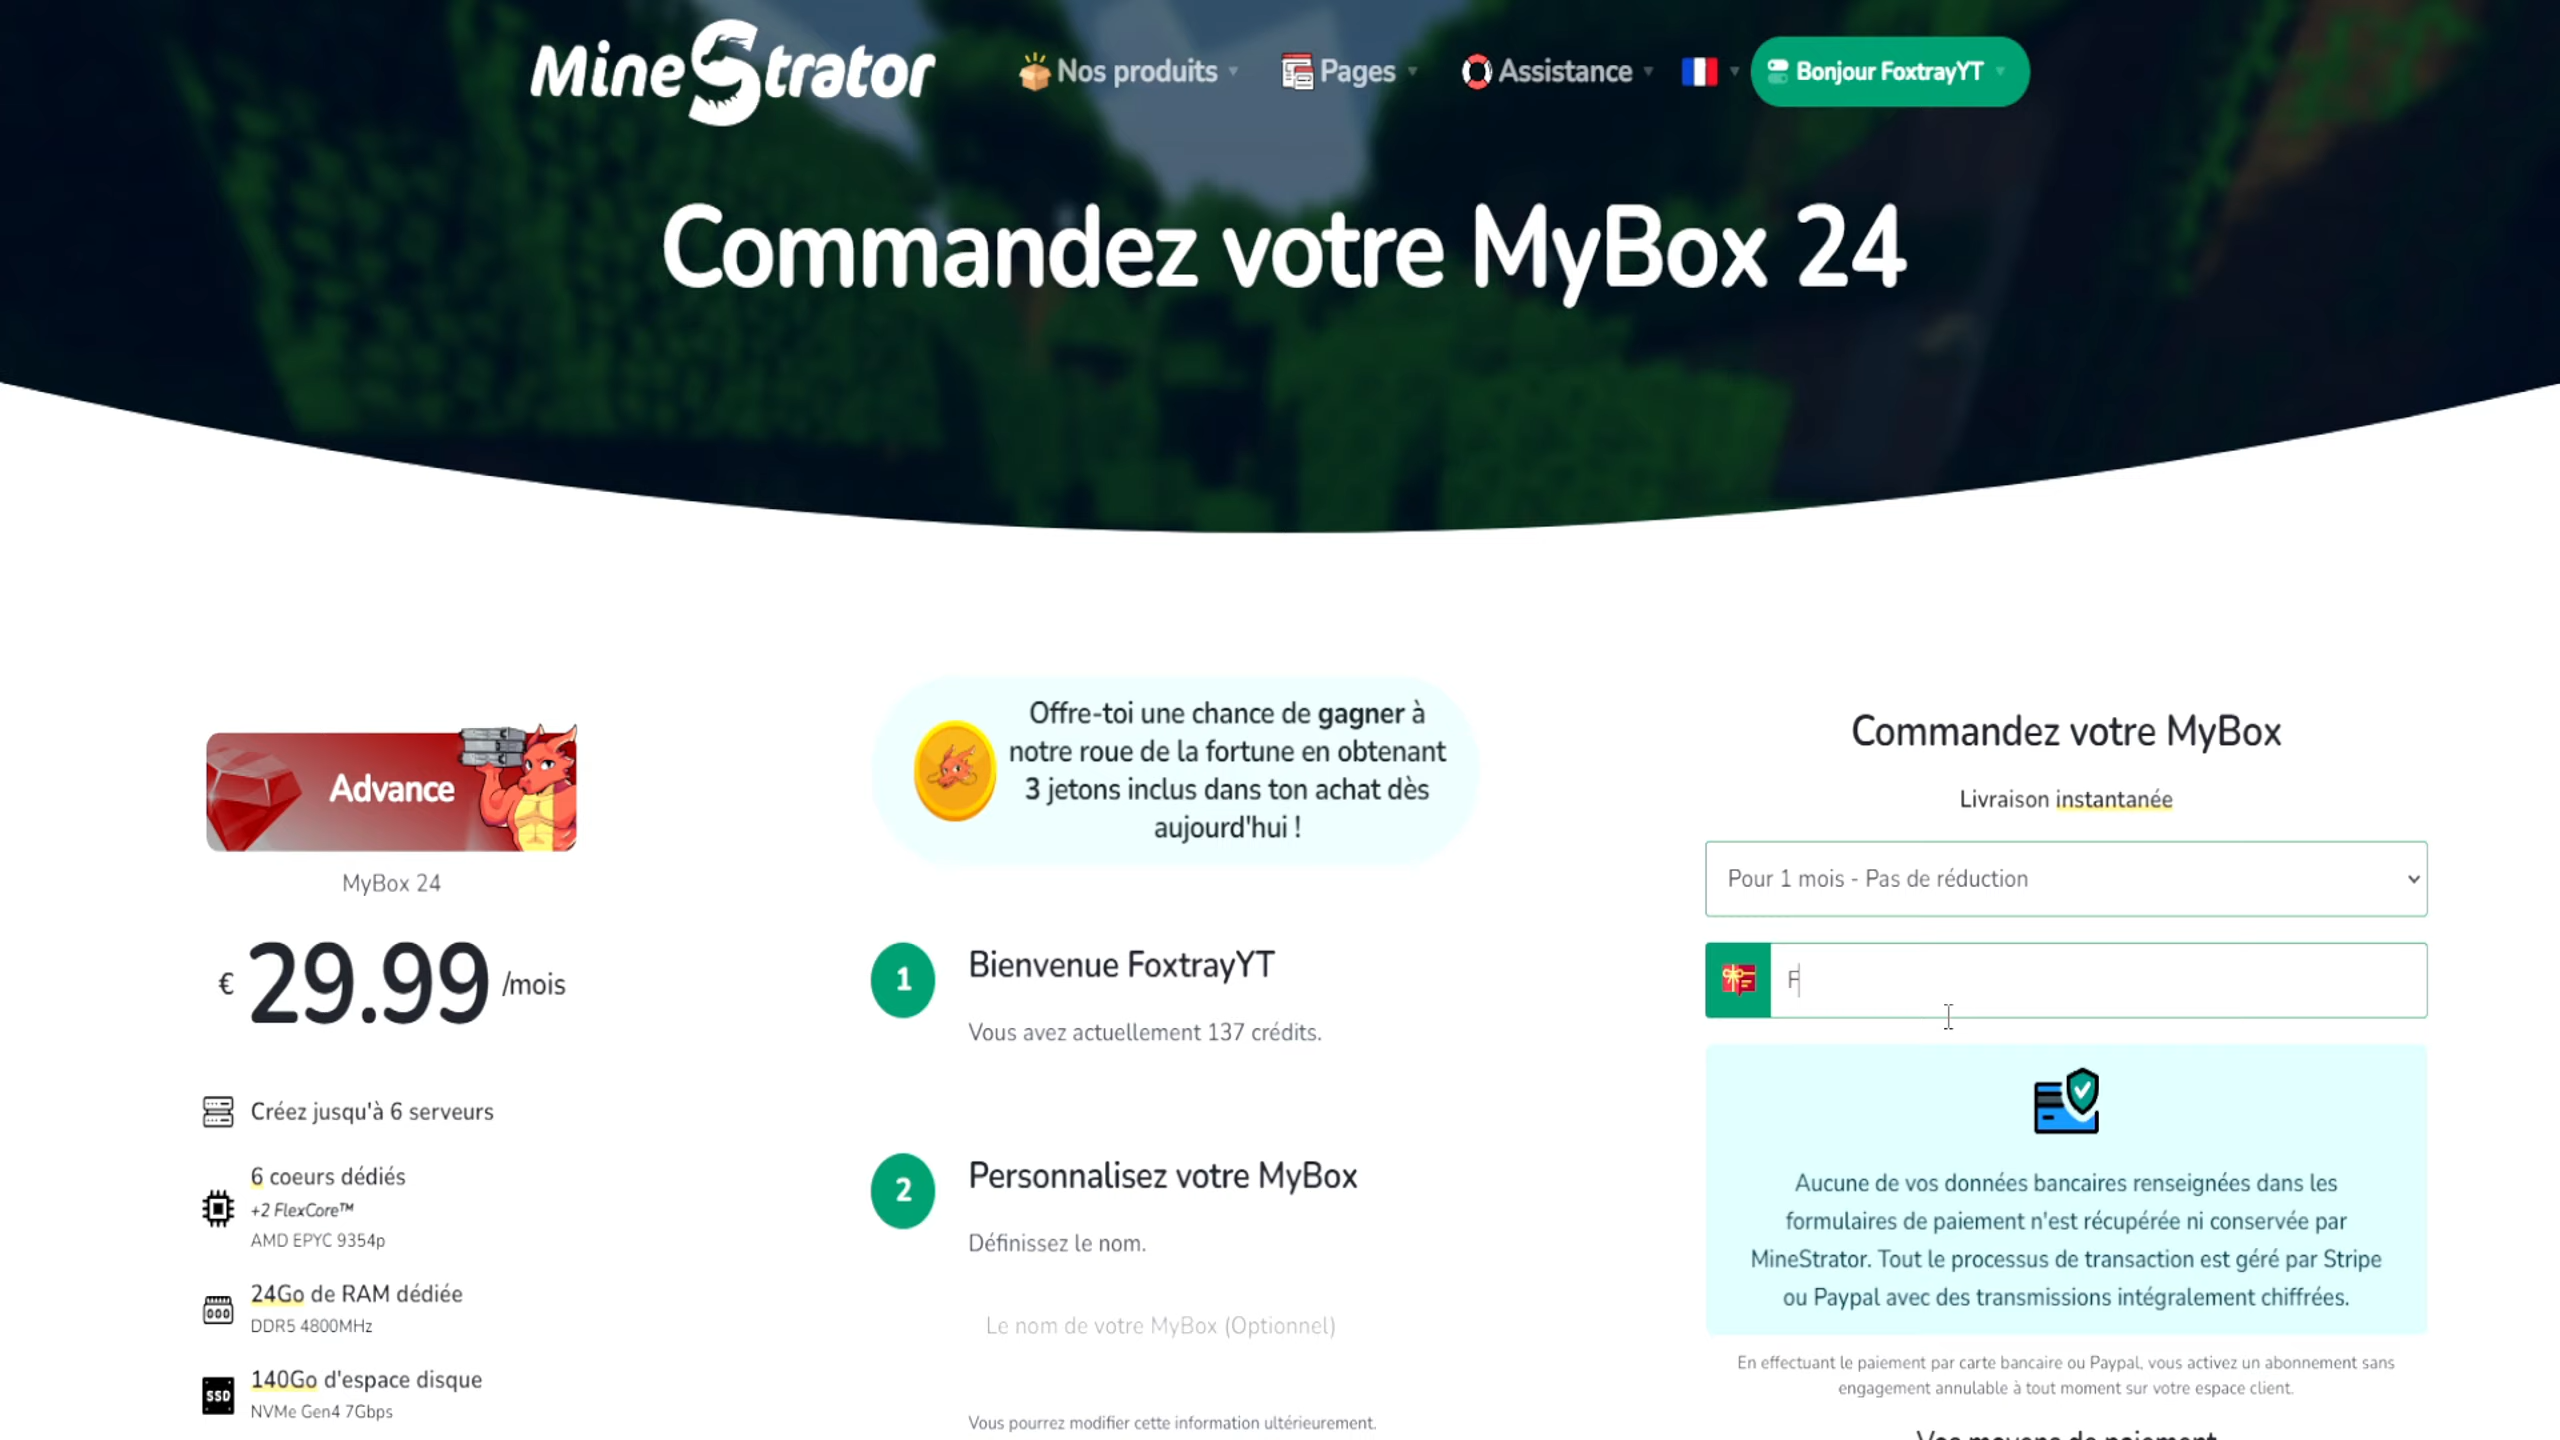 MineStrator
Nos produits
Pages
Assistance
Bonjour FoxtrayYT
Commandez votre MyBox 24
Advance
MyBox 24
€ 29.99 /mois
Créez jusqu'à 6 serveurs
6 coeurs dédiés
+2 FlexCore™
AMD EPYC 9354p
24Go de RAM dédiée
DDR5 4800MHz
SSD
140Go d'espace disque
NVMe Gen4 7Gbps
Offre-toi une chance de gagner à
notre roue de la fortune en obtenant
3 jetons inclus dans ton achat dès
aujourd'hui !
1
Bienvenue FoxtrayYT
Vous avez actuellement 137 crédits.
2
Personnalisez votre MyBox
Définissez le nom.
Le nom de votre MyBox (Optionnel)
Vous pourrez modifier cette information ultérieurement.
Commandez votre MyBox
Livraison instantanée
Pour 1 mois - Pas de réduction
F
Aucune de vos données bancaires renseignées dans les
formulaires de paiement n'est récupérée ni conservée par
MineStrator. Tout le processus de transaction est géré par Stripe
ou Paypal avec des transmissions intégralement chiffrées.
En effectuant le paiement par carte bancaire ou Paypal, vous activez un abonnement sans
engagement annulable à tout moment sur votre espace client.
Vos moyens de paiement